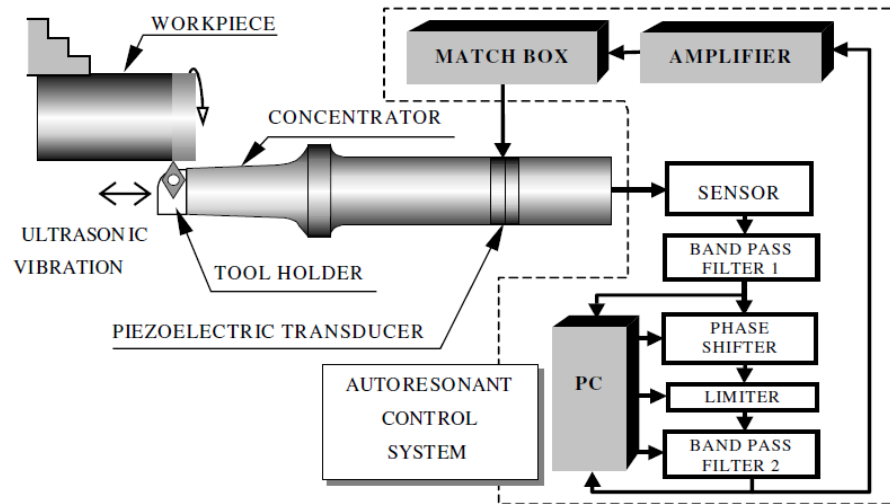 WORKPIECE
MATCH BOX
AMPLIFIER
CONCENTRATOR
SENSOR
ULTRASONIC
VIBRATION
TOOL HOLDER
BAND PASS
FILTER 1
PIEZOELECTRIC TRANSDUCER
PHASE
SHIFTER
PC
AUTORESONANT
CONTROL
SYSTEM
LIMITER
BAND PASS
FILTER 2